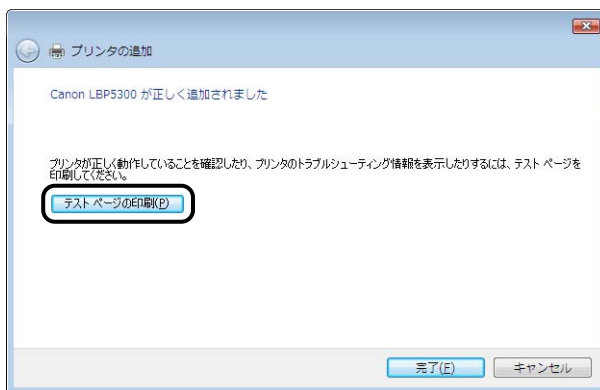 プリンタの追加
Canon LBP5300 が正しく追加されました
プリンタが正しく動作していることを確認したり、プリンタのトラブルシューティング情報を表示したりするには、テスト ページを
印刷してください。
テスト ページの印刷(P)
完了(F) キャンセル